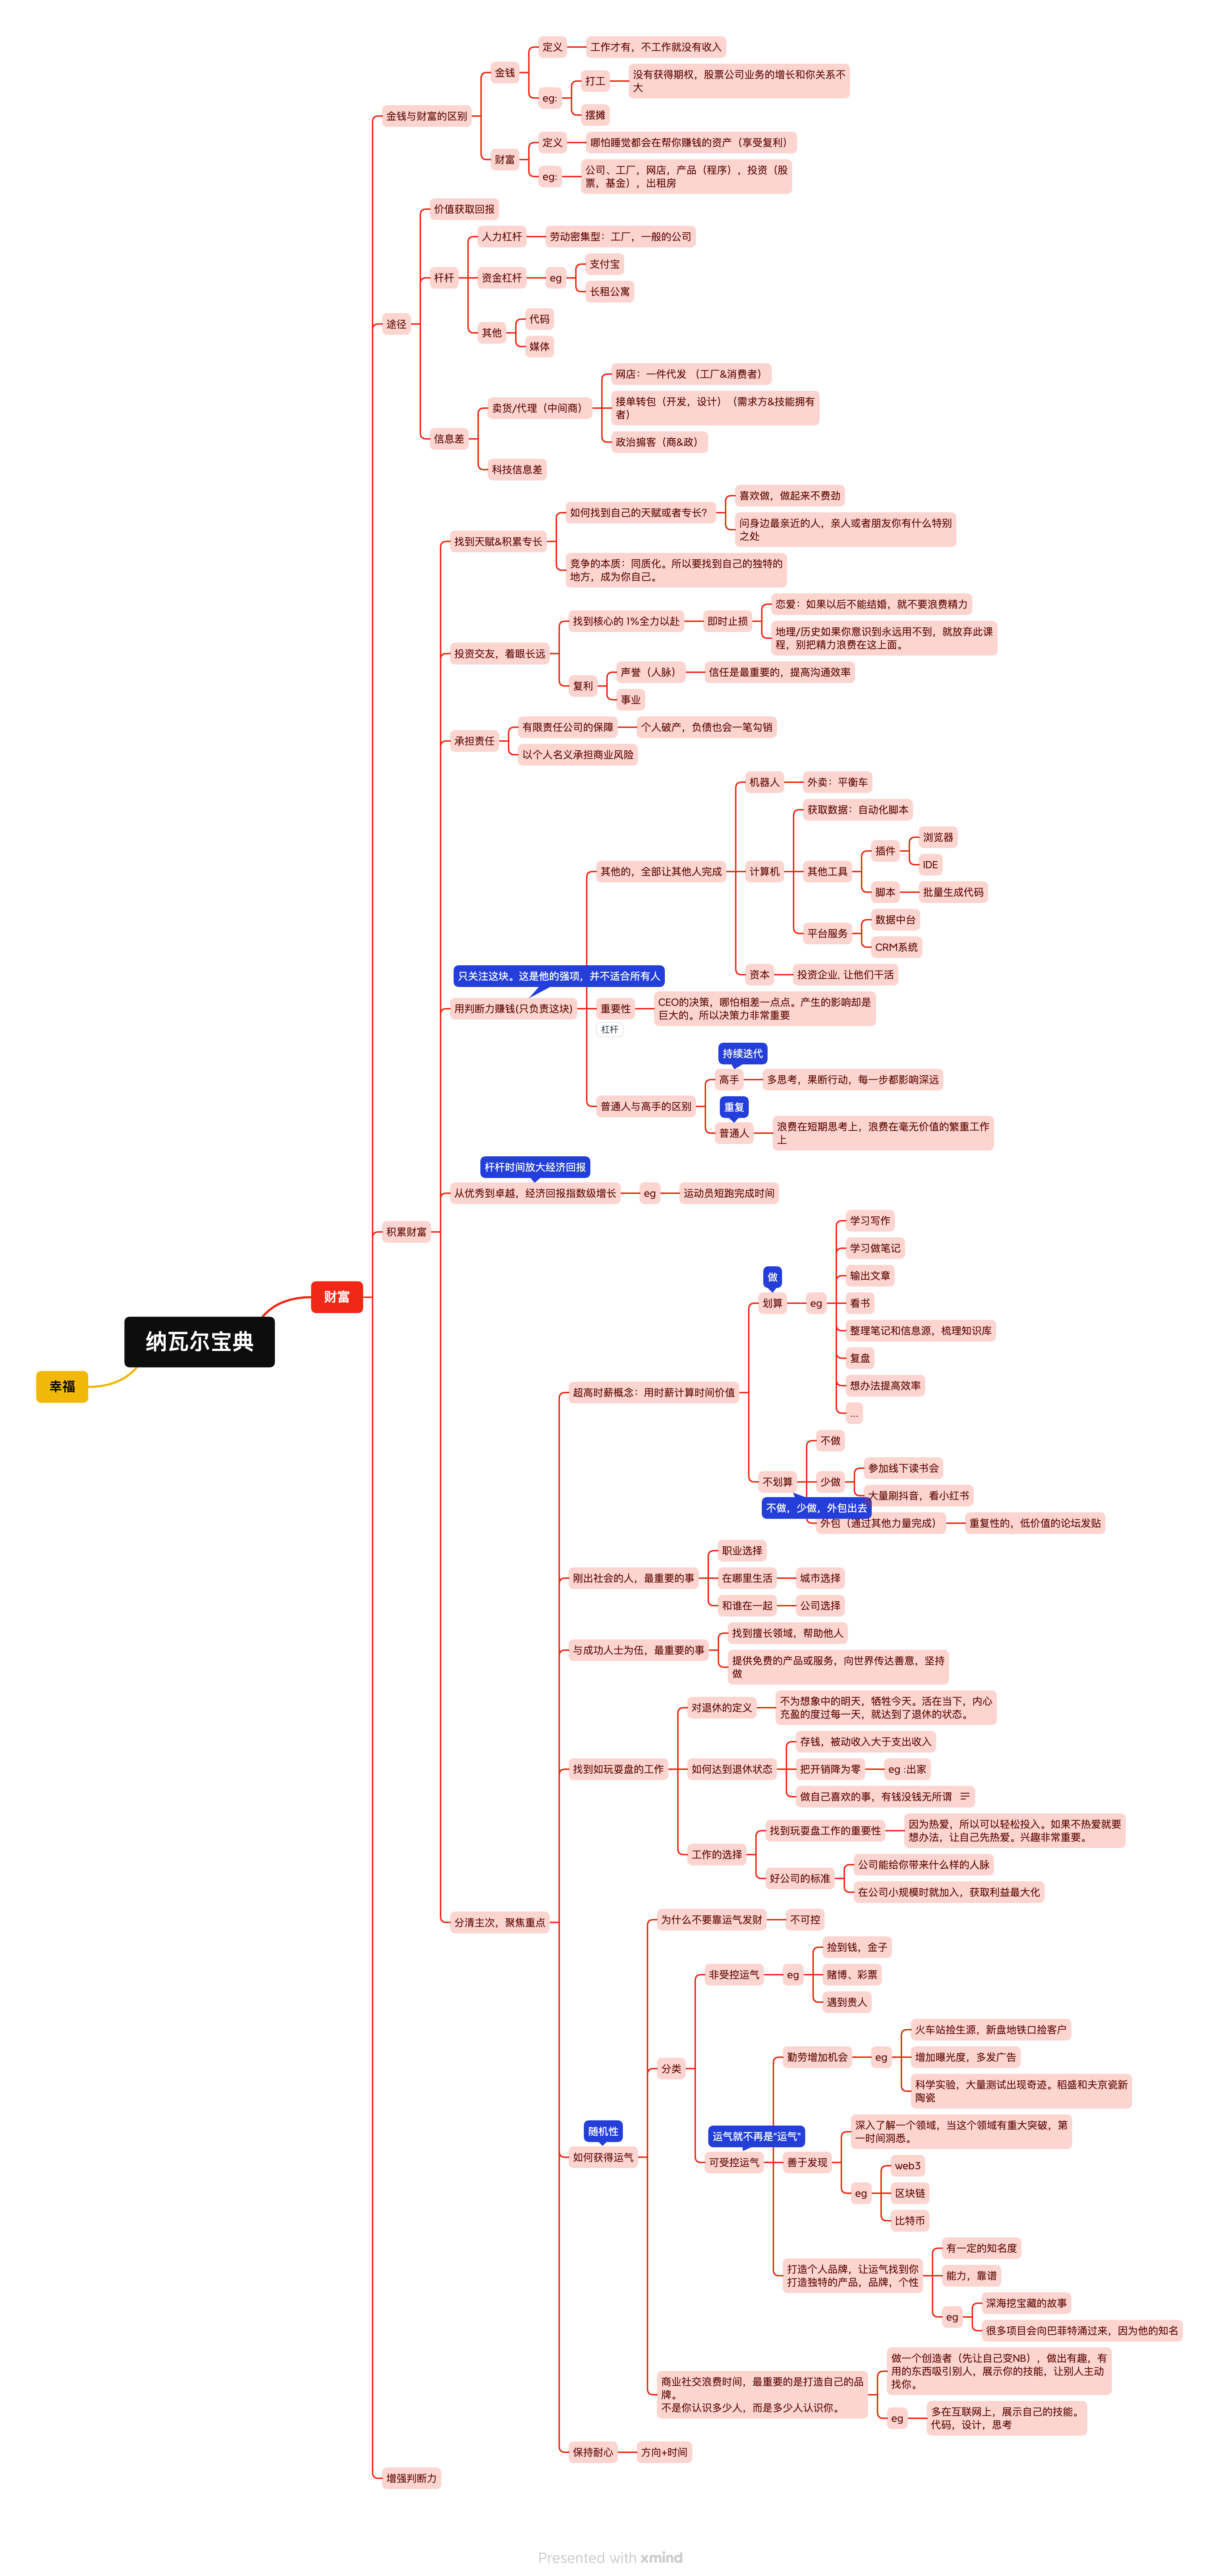 定义
工作才有，不工作就没有收入
金钱
打工
没有获得期权，股票公司业务的增长和你关系不
大
eg:
摆摊
金钱与财富的区别
定义
哪怕睡觉都会在帮你赚钱的资产（享受复利）
财富
eg:
公司、工厂，网店，产品（程序），投资（股
票，基金），出租房
价值获取回报
人力杠杆
劳动密集型：工厂，一般的公司
支付宝
杆杆
资金杠杆
eg
长租公寓
途径
代码
其他
媒体
网店：一件代发 （工厂&消费者）
卖货/代理（中间商）
接单转包（开发，设计）（需求方&技能拥有
者）
信息差
政治掮客（商&政）
科技信息差
喜欢做，做起来不费劲
如何找到自己的天赋或者专长？
问身边最亲近的人，亲人或者朋友你有什么特别
之处
找到天赋&积累专长
竞争的本质：同质化。所以要找到自己的独特的
地方，成为你自己。
恋爱：如果以后不能结婚，就不要浪费精力
找到核心的 1%全力以赴
即时止损
地理/历史如果你意识到永远用不到，就放弃此课
程，别把精力浪费在这上面。
投资交友，着眼长远
声誉（人脉）
信任是最重要的，提高沟通效率
复利
事业
有限责任公司的保障
个人破产，负债也会一笔勾销
承担责任
以个人名义承担商业风险
机器人
外卖：平衡车
获取数据：自动化脚本
浏览器
插件
IDE
其他的，全部让其他人完成
计算机
其他工具
脚本
批量生成代码
数据中台
平台服务
CRM系统
资本
投资企业, 让他们干活
只关注这块。这是他的强项，并不适合所有人
用判断力赚钱(只负责这块)
重要性
CEO的决策，哪怕相差一点点。产生的影响却是
巨大的。所以决策力非常重要
杠杆
持续迭代
高手
多思考，果断行动，每一步都影响深远
普通人与高手的区别
重复
普通人
浪费在短期思考上，浪费在毫无价值的繁重工作
上
杆杆时间放大经济回报
从优秀到卓越，经济回报指数级增长
eg
运动员短跑完成时间
积累财富
学习写作
学习做笔记
输出文章
做
划算
eg
看书
整理笔记和信息源，梳理知识库
复盘
想办法提高效率
...
超高时薪概念：用时薪计算时间价值
不做
参加线下读书会
不划算
少做
大量刷抖音，看小红书
不做，少做，外包出去
外包（通过其他力量完成）
重复性的，低价值的论坛发贴
财富
纳瓦尔宝典
幸福
职业选择
刚出社会的人，最重要的事
在哪里生活
城市选择
和谁在一起
公司选择
找到擅长领域，帮助他人
与成功人士为伍，最重要的事
提供免费的产品或服务，向世界传达善意，坚持
做
对退休的定义
不为想象中的明天，牺牲今天。活在当下，内心
充盈的度过每一天，就达到了退休的状态。
存钱，被动收入大于支出收入
找到如玩耍盘的工作
如何达到退休状态
把开销降为零
eg :出家
做自己喜欢的事，有钱没钱无所谓
找到玩耍盘工作的重要性
因为热爱，所以可以轻松投入。如果不热爱就要
想办法，让自己先热爱。兴趣非常重要。
工作的选择
公司能给你带来什么样的人脉
好公司的标准
在公司小规模时就加入，获取利益最大化
分清主次，聚焦重点
为什么不要靠运气发财
不可控
捡到钱，金子
非受控运气
eg
赌博、彩票
遇到贵人
分类
火车站捡生源，新盘地铁口捡客户
勤劳增加机会
eg
增加曝光度，多发广告
科学实验，大量测试出现奇迹。稻盛和夫京瓷新
陶瓷
随机性
如何获得运气
运气就不再是"运气"
可受控运气
善于发现
深入了解一个领域，当这个领域有重大突破，第
一时间洞悉。
web3
eg
区块链
比特币
有一定的知名度
打造个人品牌，让运气找到你
打造独特的产品，品牌，个性
能力，靠谱
深海挖宝藏的故事
eg
很多项目会向巴菲特涌过来，因为他的知名
商业社交浪费时间，最重要的是打造自己的品
牌。
不是你认识多少人，而是多少人认识你。
做一个创造者（先让自己变NB），做出有趣，有
用的东西吸引别人，展示你的技能，让别人主动
找你。
eg
多在互联网上，展示自己的技能。
代码，设计，思考
保持耐心
方向+时间
增强判断力
Presented with xmind